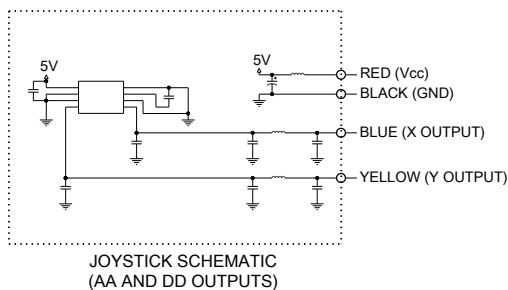 5V
5V
RED (Vcc)
BLACK (GND)
BLUE (X OUTPUT)
YELLOW (Y OUTPUT)
JOYSTICK SCHEMATIC
(AA AND DD OUTPUTS)